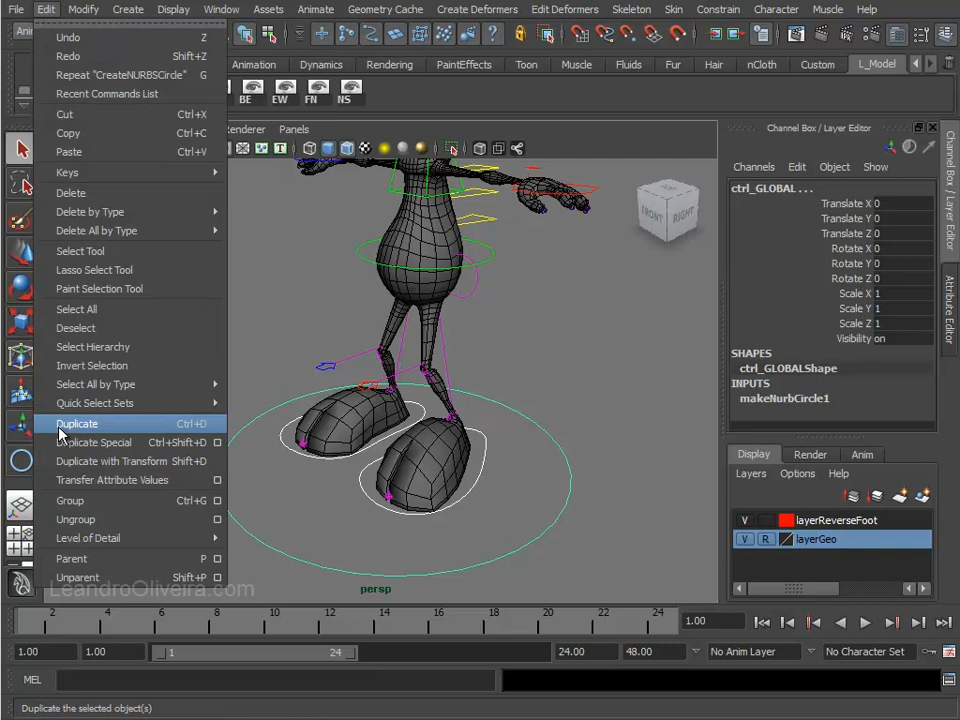 File Edit Modify Create Display Window Assets Animate Geometry Cache Create Deformers Edit Deformers Skeleton Skin Constrain Character Muscle Help
Animation Dynamics Rendering PaintEffects Toon Muscle Fluids Fur Hair nCloth Custom L_Model
BE EW FN NS
Renderer Panels
Undo Z
Redo Shift+Z
Repeat "CreateNURBSCircle" G
Recent Commands List
Cut Ctrl+X
Copy Ctrl+C
Paste Ctrl+V
Keys
Delete
Delete by Type
Delete All by Type
Select Tool
Lasso Select Tool
Paint Selection Tool
Select All
Deselect
Select Hierarchy
Invert Selection
Select All by Type
Quick Select Sets
Duplicate Ctrl+D
Duplicate Special Ctrl+Shift+D
Duplicate with Transform Shift+D
Transfer Attribute Values
Group Ctrl+G
Ungroup
Level of Detail
Parent P
Unparent Shift+P
LeandroOliveira.com
FRONT RIGHT
persp
Channel Box / Layer Editor
Channels Edit Object Show
ctrl_GLOBAL ...
Translate X 0
Translate Y 0
Translate Z 0
Rotate X 0
Rotate Y 0
Rotate Z 0
Scale X 1
Scale Y 1
Scale Z 1
Visibility on
SHAPES
ctrl_GLOBALShape
INPUTS
makeNurbCircle1
Display Render Anim
Layers Options Help
V layerReverseFoot
V R layerGeo
Channel Box / Layer Editor
Attribute Editor
2 4 6 8 10 12 14 16 18 20 22 24
1.00
1.00 1.00 1 24 24.00 48.00 No Anim Layer No Character Set
MEL
Duplicate the selected object(s)